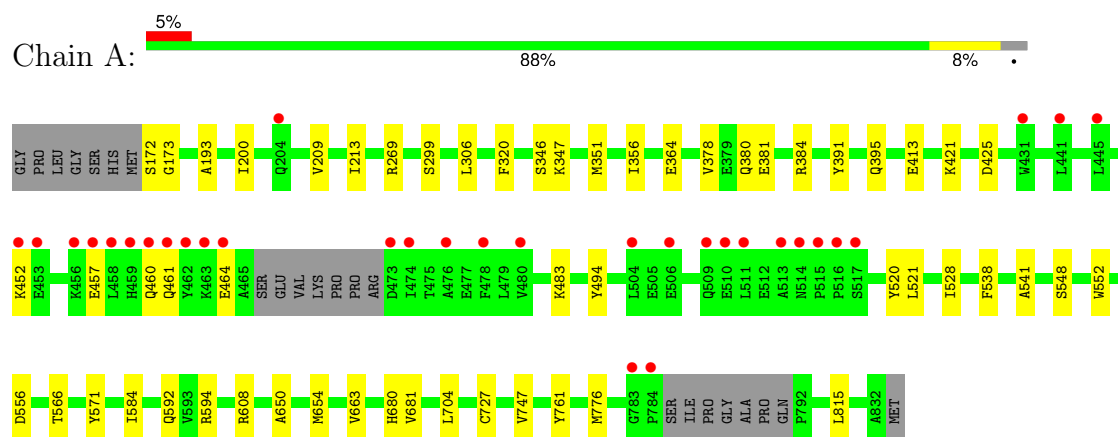 5%
Chain A:
88% 8% •
GLY PRO LEU GLY SER HIS MET S172 G173 A193 I200 Q204 V209 I213 R269 S299 L306 F320 S346 K347 M351 I356 E364 V378 E379 Q380 E381 R384 Y391 Q395 E413 K421 D425 W431 L441 L445
K452 E453 K456 E457 L458 H459 Q460 Q461 Y462 K463 E464 A465 SER GLU VAL LYS PRO PRO ARG D473 I474 T475 A476 E477 F478 L479 V480 K483 Y494 L504 E505 E506 Q509 E510 L511 E512 A513 N514 P515 P516 S517 Y520 L521 I528 F538 A541 S548 W552
D556 T566 Y571 I584 Q592 V593 R594 R608 A650 M654 V663 H680 V681 L704 C727 V747 Y761 M776 G783 P784 SER ILE PRO GLY ALA PRO GLN P792 L815 A832 MET